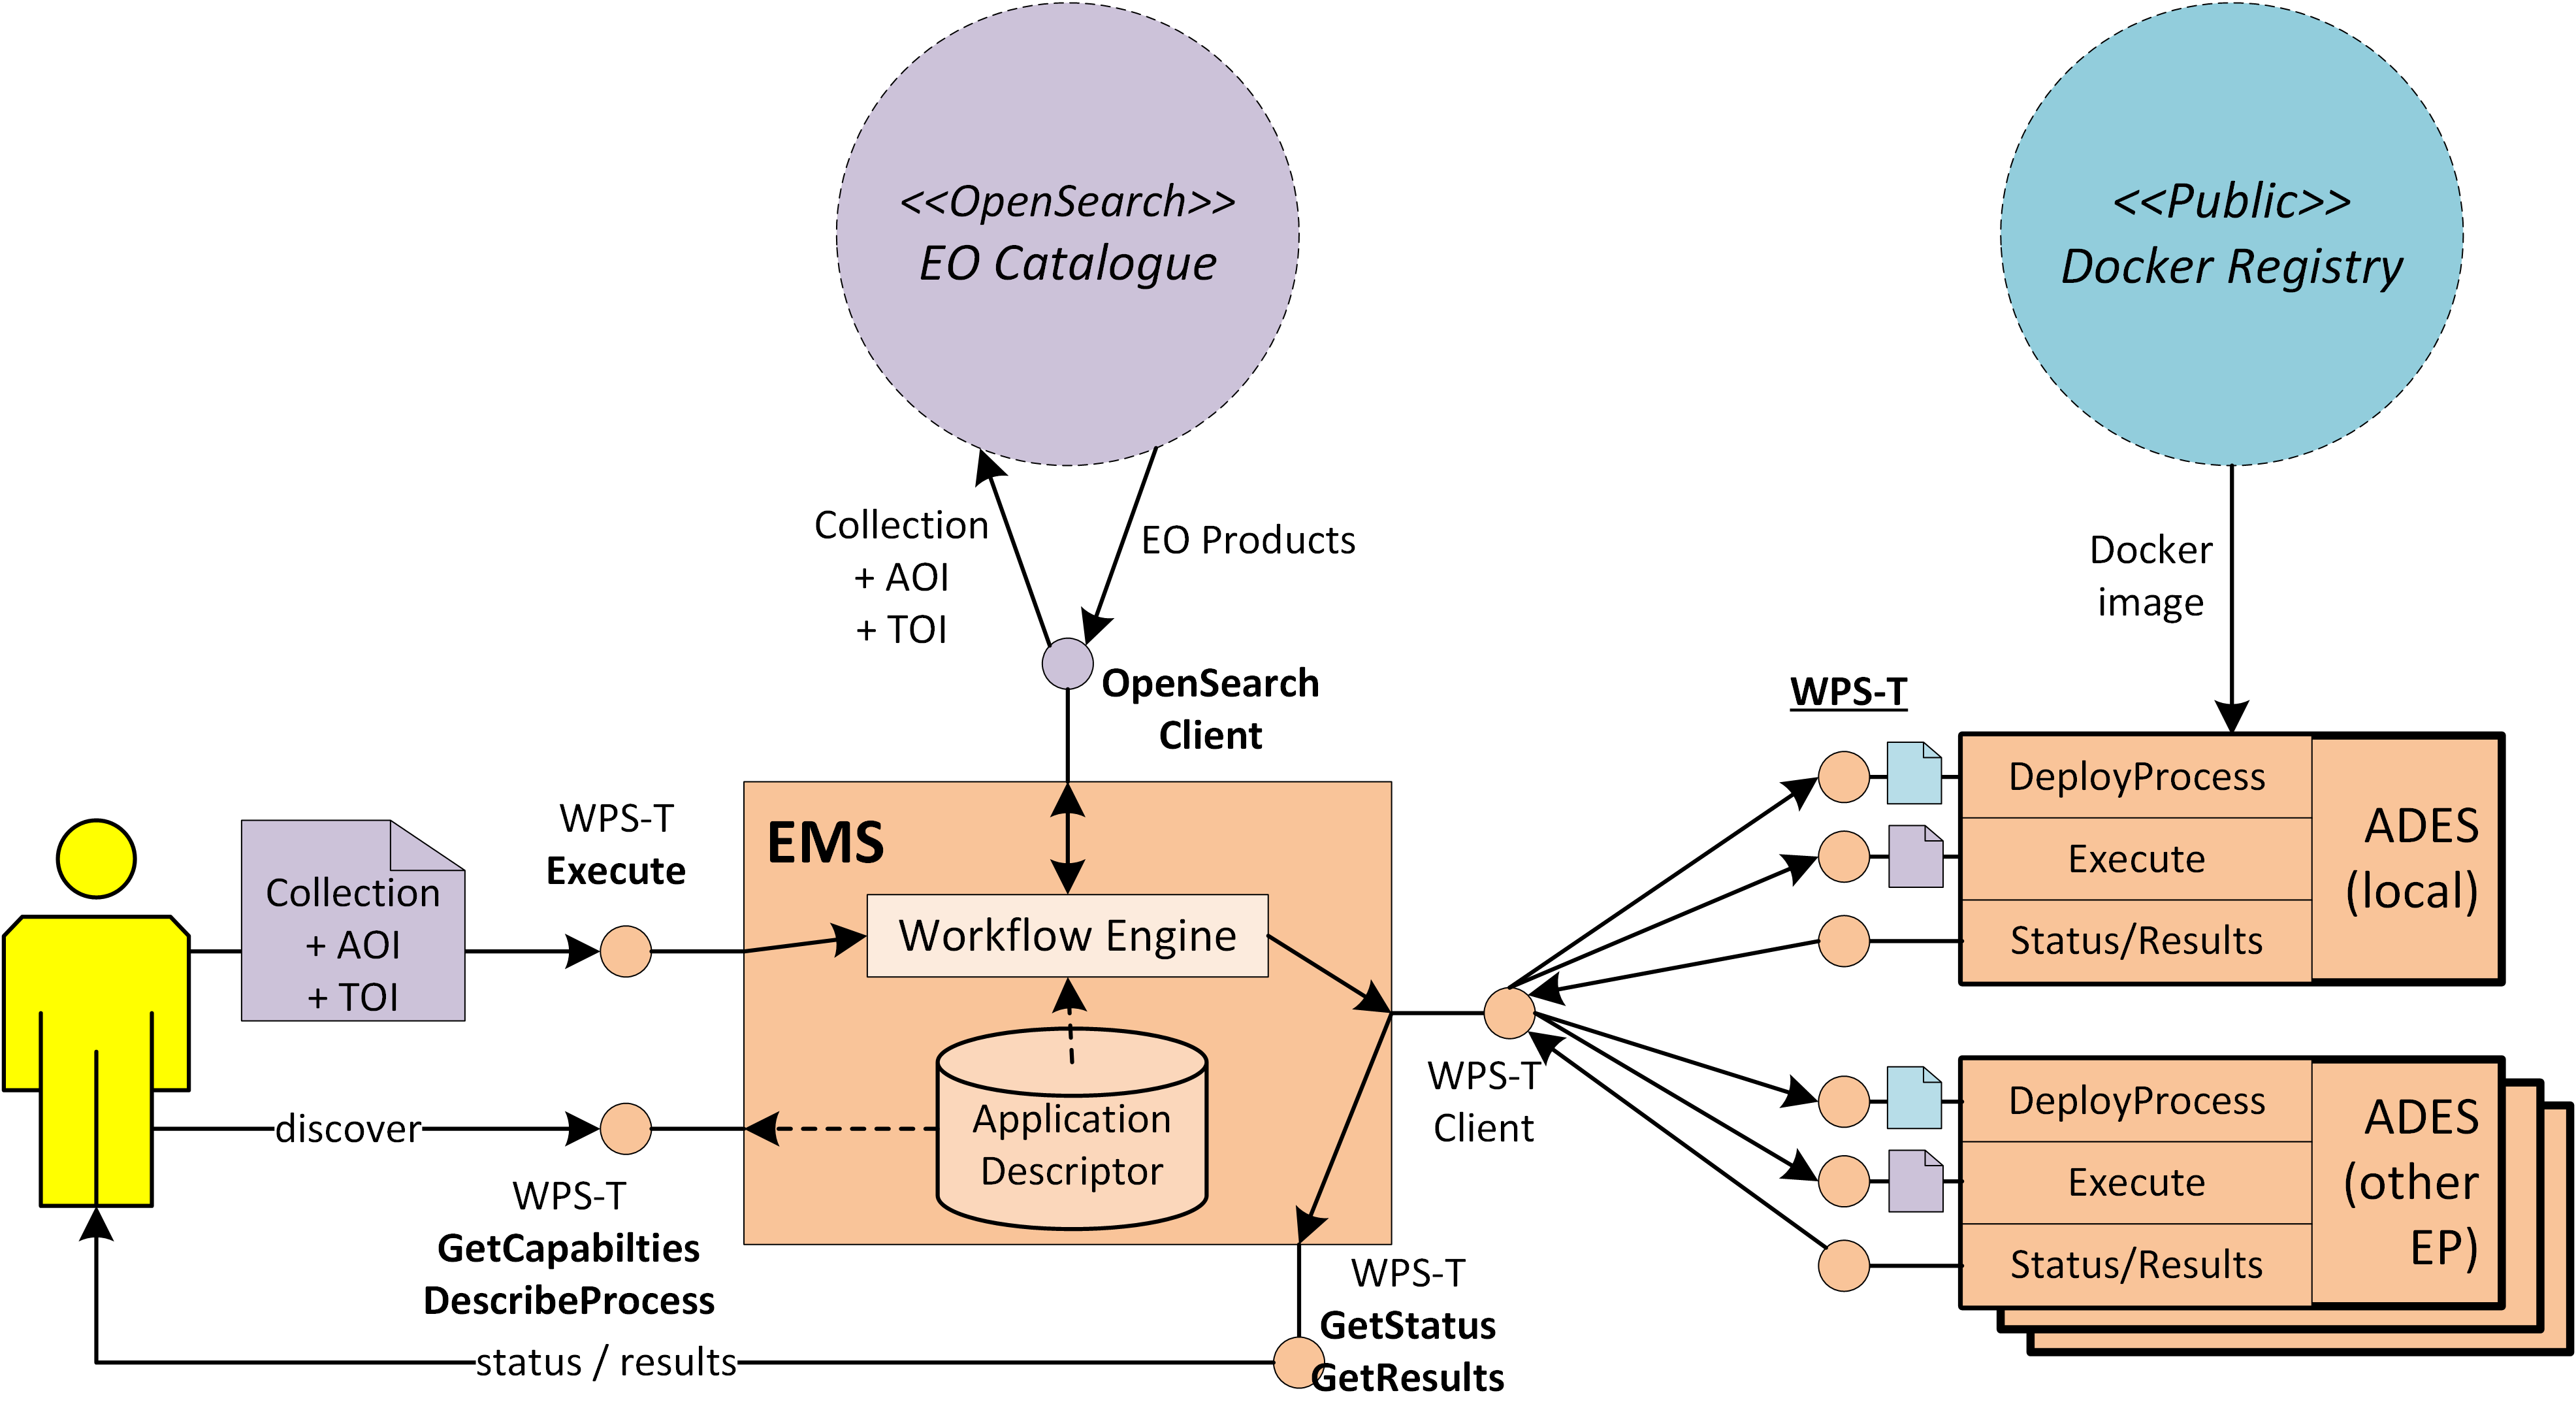 <<OpenSearch>>
EO Catalogue
<<Public>>
Docker Registry
Collection
+ AOI
+ TOI
EO Products
Docker
image
OpenSearch
Client
WPS-T
Collection
+ AOI
+ TOI
WPS-T
Execute
EMS
Workflow Engine
Application
Descriptor
discover
WPS-T
GetCapabilties
DescribeProcess
status / results
WPS-T
GetStatus
GetResults
WPS-T
Client
DeployProcess
Execute
Status/Results
ADES
(local)
DeployProcess
Execute
Status/Results
ADES
(other
EP)